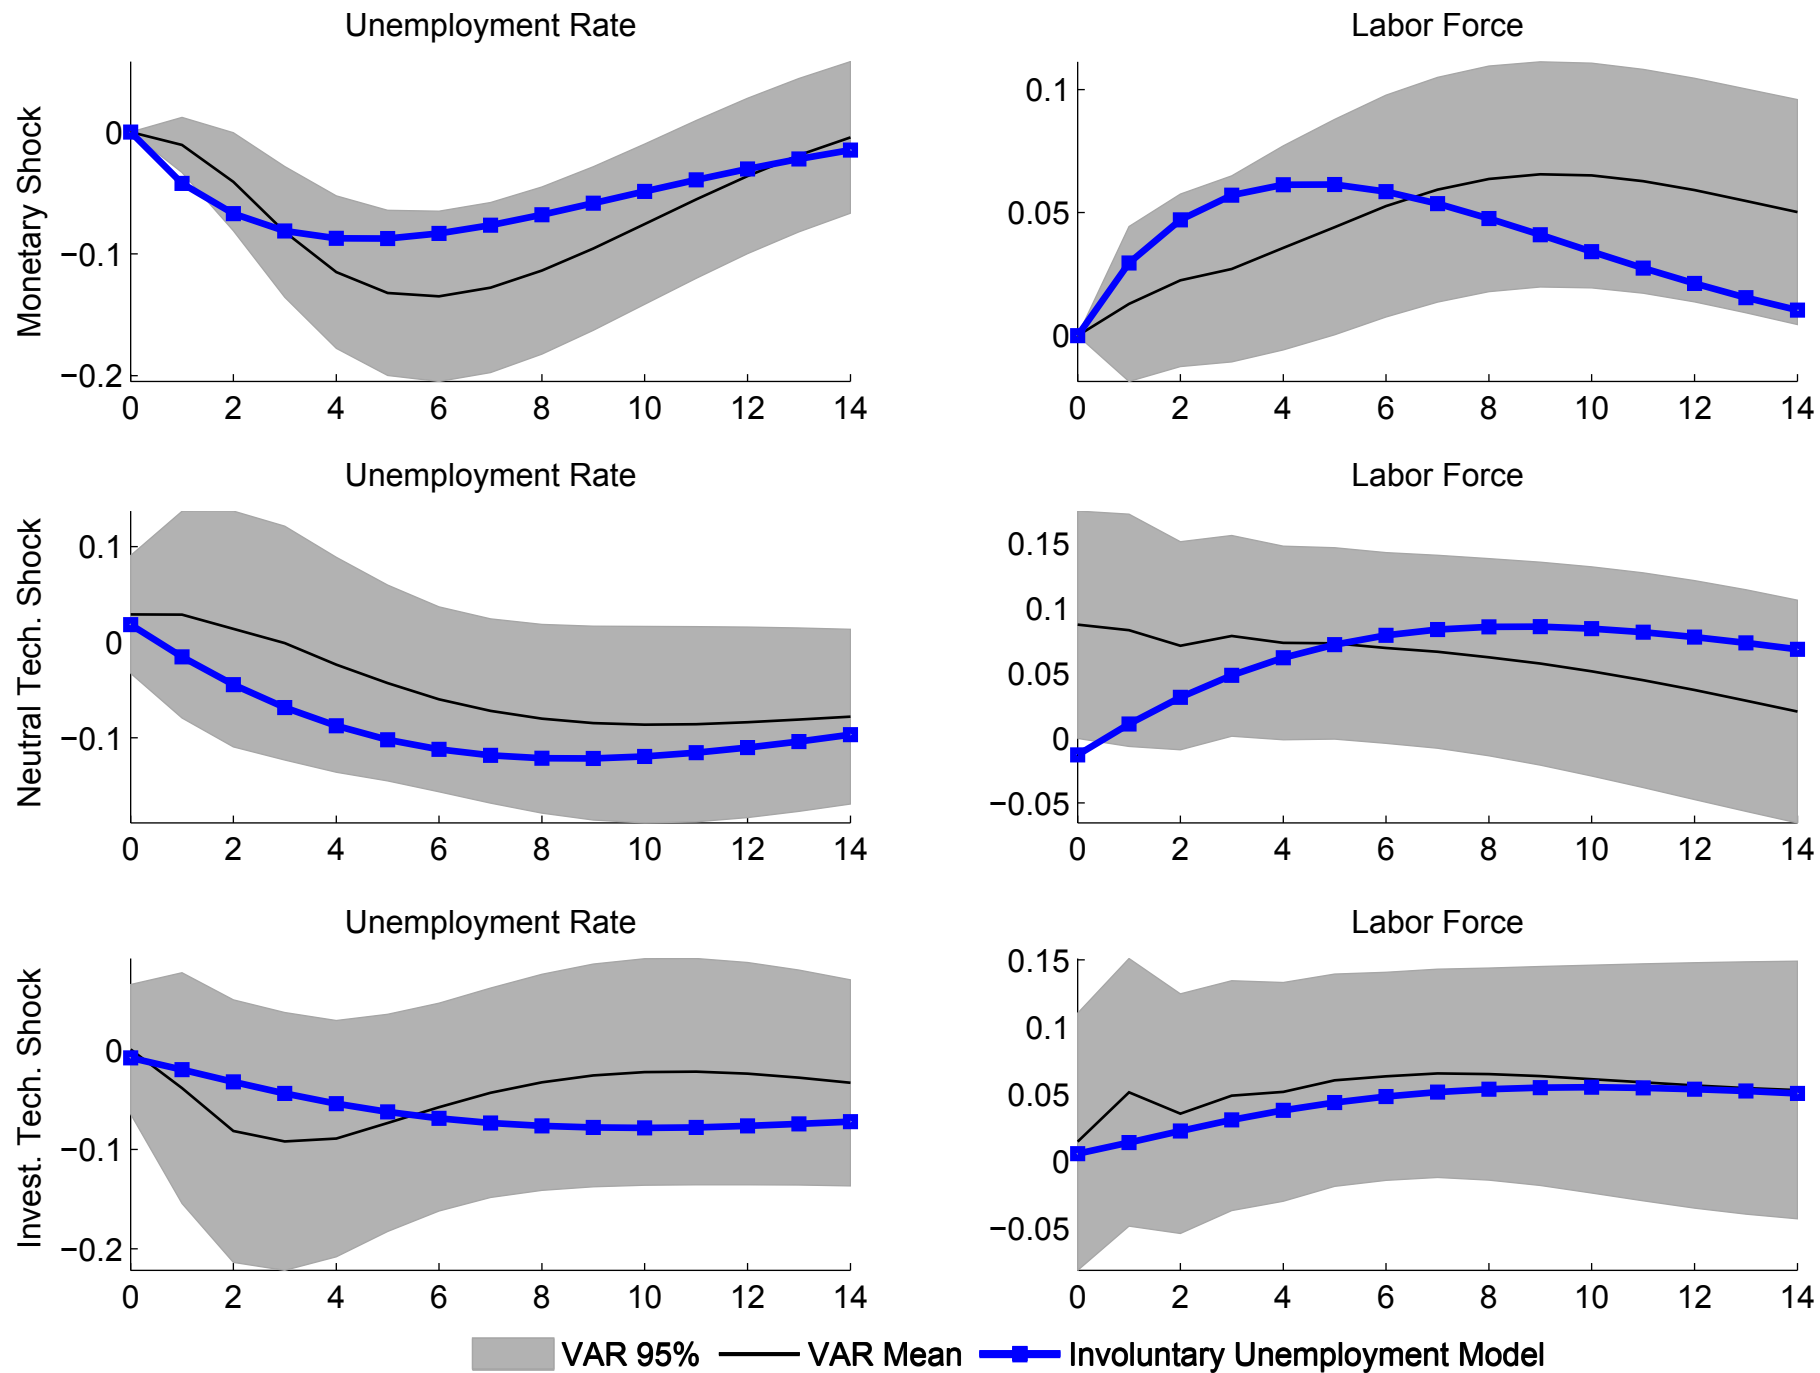 Unemployment Rate
Labor Force
Monetary Shock
0
−0.1
−0.2
0 2 4 6 8 10 12 14
0.1
0.05
0
0 2 4 6 8 10 12 14
Unemployment Rate
Labor Force
Neutral Tech. Shock
0.1
0
−0.1
0 2 4 6 8 10 12 14
0.15
0.1
0.05
0
−0.05
0 2 4 6 8 10 12 14
Unemployment Rate
Labor Force
Invest. Tech. Shock
0
−0.1
−0.2
0 2 4 6 8 10 12 14
0.15
0.1
0.05
0
−0.05
0 2 4 6 8 10 12 14
VAR 95% VAR Mean Involuntary Unemployment Model